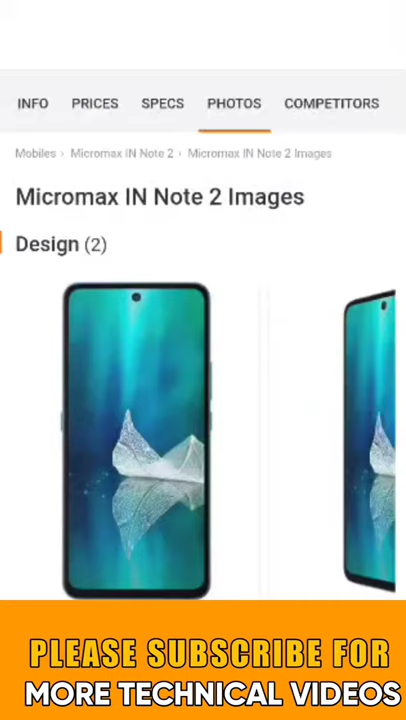 INFO PRICES SPECS PHOTOS COMPETITORS
Mobiles › Micromax IN Note 2 › Micromax IN Note 2 Images
Micromax IN Note 2 Images
Design (2)
PLEASE SUBSCRIBE FOR
MORE TECHNICAL VIDEOS